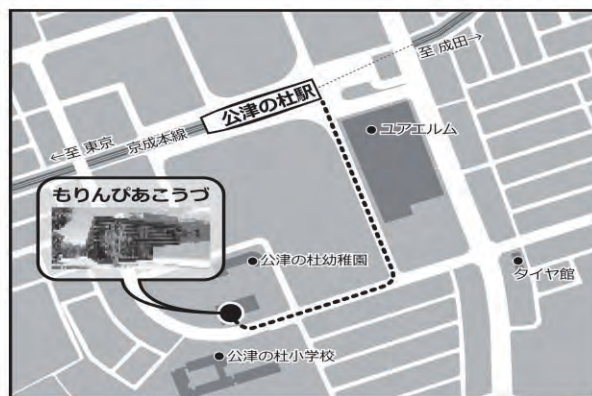 至 成田→
公津の杜駅
←至 東京 京成本線
ユアエルム
もりんぴあこうづ
公津の杜幼稚園
タイヤ館
公津の杜小学校